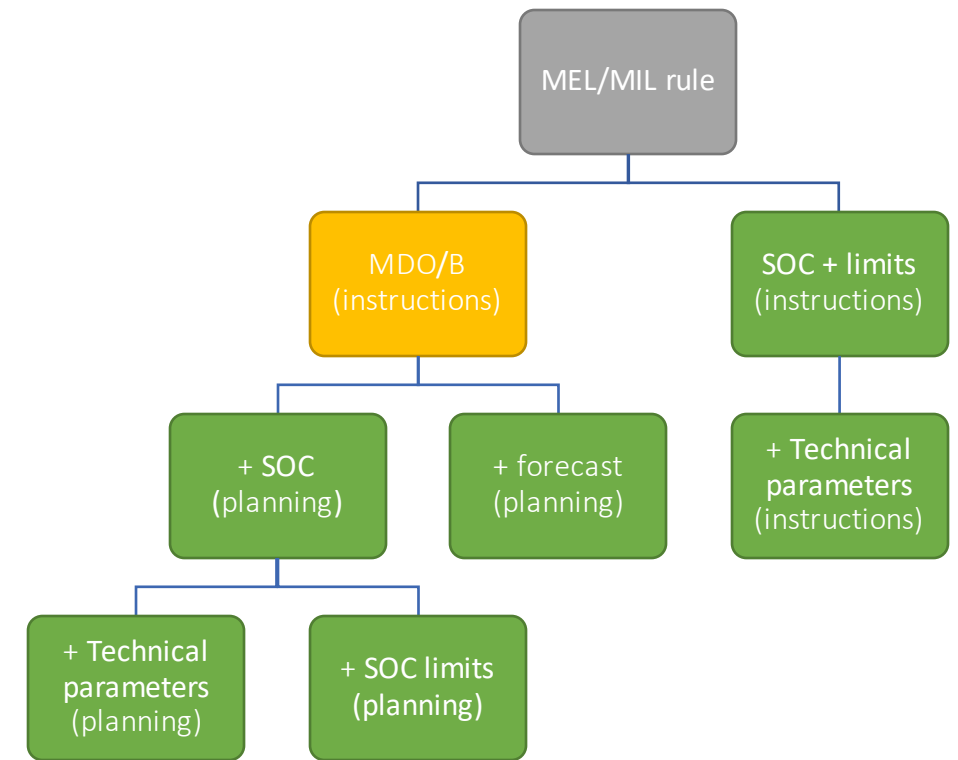 MEL/MIL rule
MDO/B
(instructions)
SOC + limits
(instructions)
+ SOC
(planning)
+ forecast
(planning)
+ Technical
parameters
(instructions)
+ Technical
parameters
(planning)
+ SOC limits
(planning)